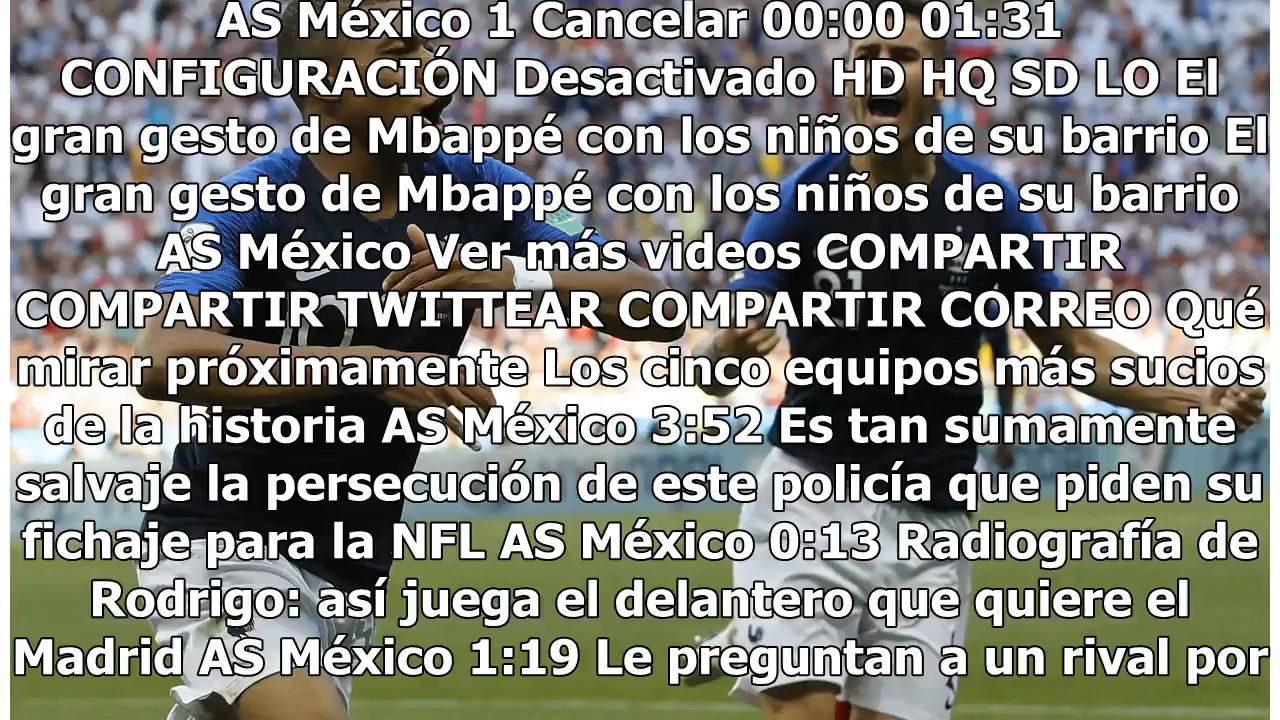 AS México 1 Cancelar 00:00 01:31
CONFIGURACIÓN Desactivado HD HQ SD LO El
gran gesto de Mbappé con los niños de su barrio El
gran gesto de Mbappé con los niños de su barrio
AS México Ver más videos COMPARTIR
COMPARTIR TWITTEAR COMPARTIR CORREO Qué
mirar próximamente Los cinco equipos más sucios
de la historia AS México 3:52 Es tan sumamente
salvaje la persecución de este policía que piden su
fichaje para la NFL AS México 0:13 Radiografía de
Rodrigo: así juega el delantero que quiere el
Madrid AS México 1:19 Le preguntan a un rival por